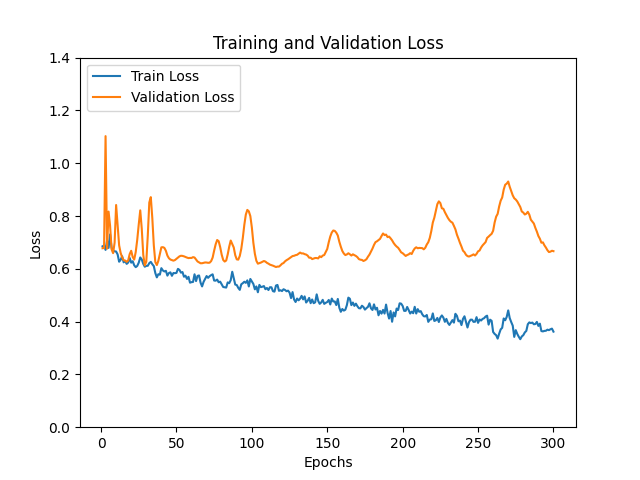 Training and Validation Loss
Train Loss
Validation Loss
Loss
1.4
1.2
1.0
0.8
0.6
0.4
0.2
0.0
0 50 100 150 200 250 300
Epochs